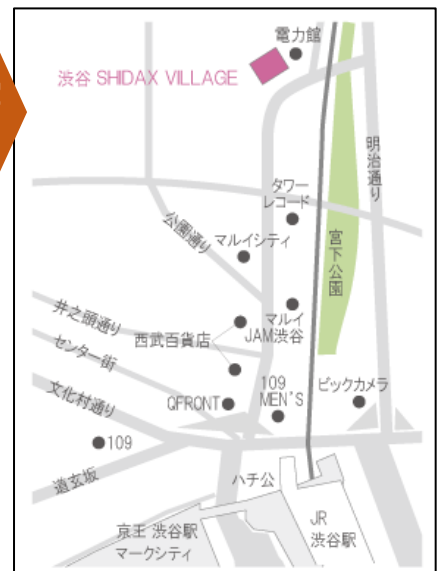 電力館
渋谷 SHIDAX VILLAGE
明治通り
タワー
レコード
公園通り
マルイシティ
宮下公園
井之頭通り
マルイ
JAM渋谷
西武百貨店
センター街
文化村通り
109
MEN'S
ビックカメラ
QFRONT
109
道玄坂
ハチ公
京王 渋谷駅
マークシティ
JR
渋谷駅